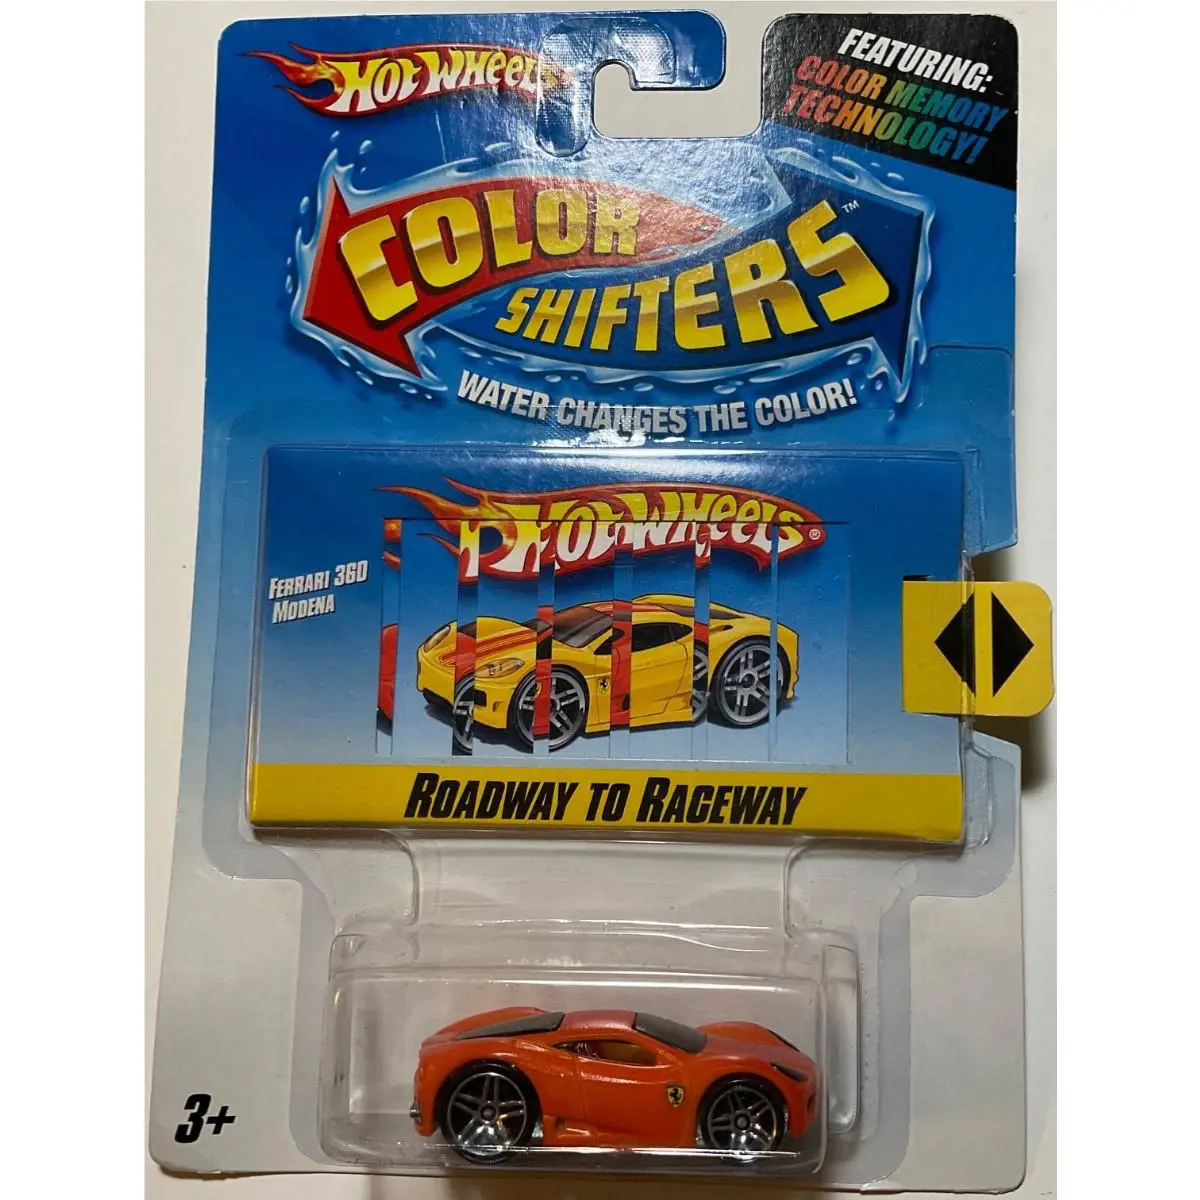 HOT WHEELS
FEATURING:
COLOR MEMORY
TECHNOLOGY!
COLOR
SHIFTERS™
WATER CHANGES THE COLOR!
HOT WHEELS®
FERRARI 360
MODENA
ROADWAY TO RACEWAY
3+